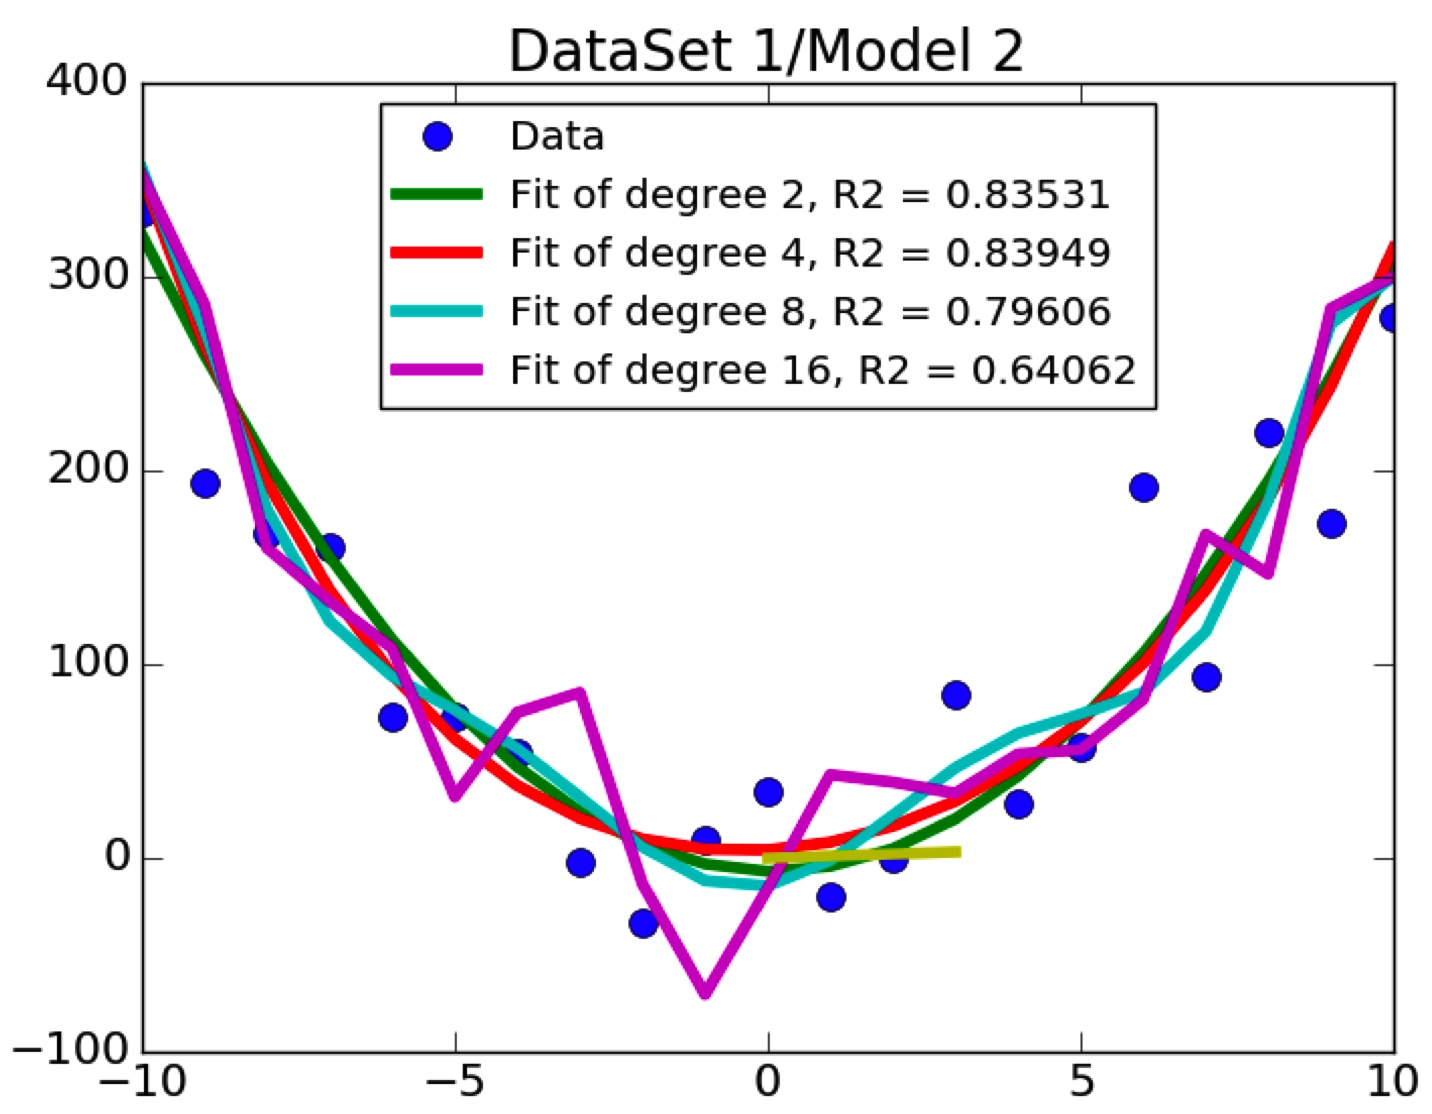 DataSet 1/Model 2
400
300
200
100
0
−100
Data
Fit of degree 2, R2 = 0.83531
Fit of degree 4, R2 = 0.83949
Fit of degree 8, R2 = 0.79606
Fit of degree 16, R2 = 0.64062
−10 −5 0 5 10